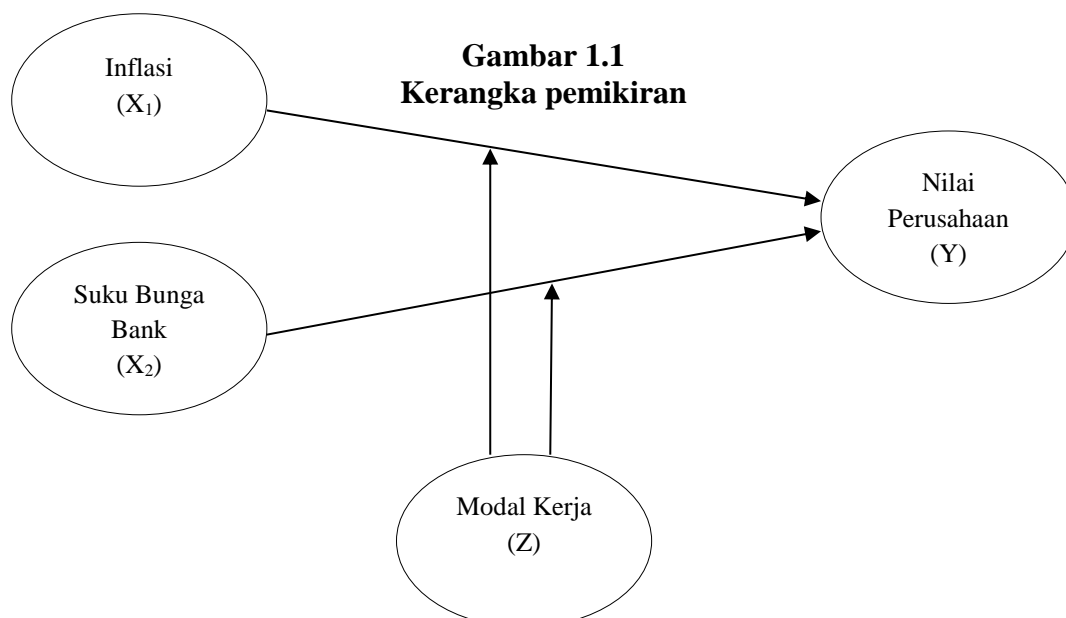 Gambar 1.1
Kerangka pemikiran
Inflasi
(X₁)
Nilai
Perusahaan
(Y)
Suku Bunga
Bank
(X₂)
Modal Kerja
(Z)